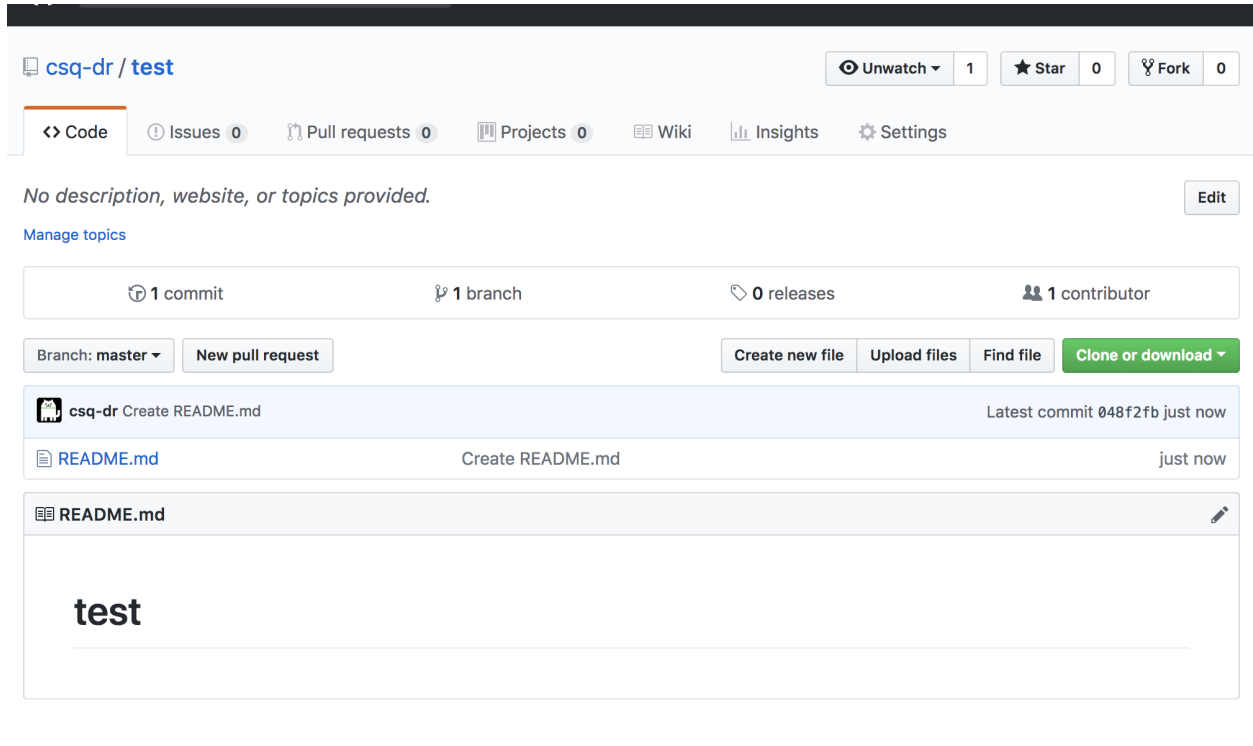 csq-dr / test
Unwatch 1 Star 0 Fork 0
Code Issues 0 Pull requests 0 Projects 0 Wiki Insights Settings
No description, website, or topics provided. Edit
Manage topics
1 commit 1 branch 0 releases 1 contributor
Branch: master New pull request Create new file Upload files Find file Clone or download
csq-dr Create README.md Latest commit 048f2fb just now
README.md Create README.md just now
README.md
test